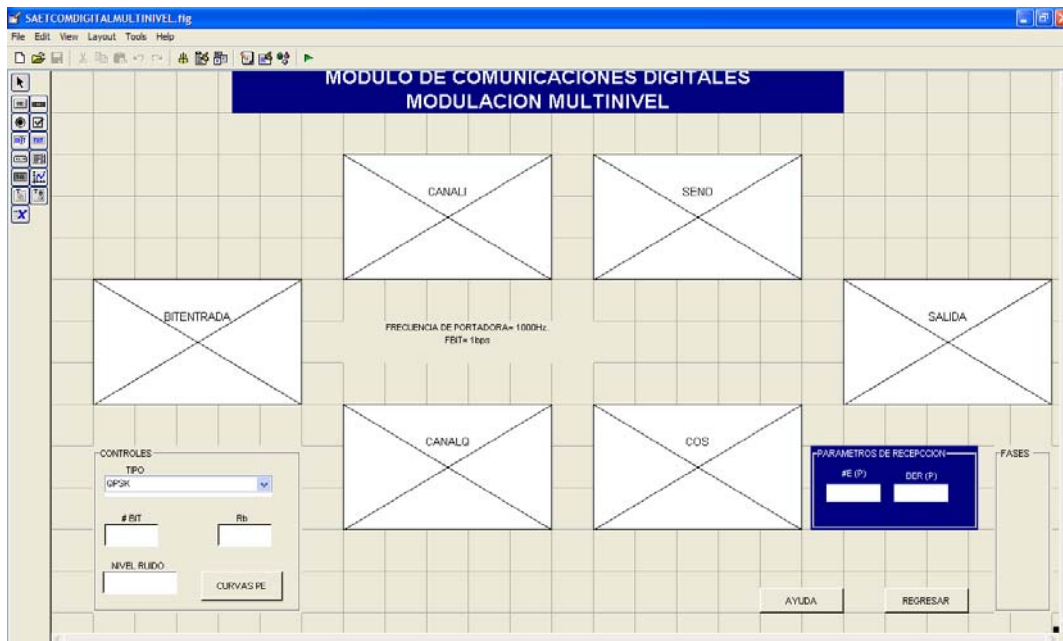 SAETCOMDIGITALMULTINIVEL.fig
File Edit View Layout Tools Help
MODULO DE COMUNICACIONES DIGITALES
MODULACION MULTINIVEL
CANALI
SENO
BITENTRADA
FRECUENCIA DE PORTADORA= 1000Hz.
FBIT= 1bps
SALIDA
CANALQ
COS
CONTROLES
TIPO
QPSK
# BIT
Rb
NIVEL RUIDO
CURVAS PE
PARAMETROS DE RECEPCCION
#E (P)
BER (P)
FASES
AYUDA
REGRESAR